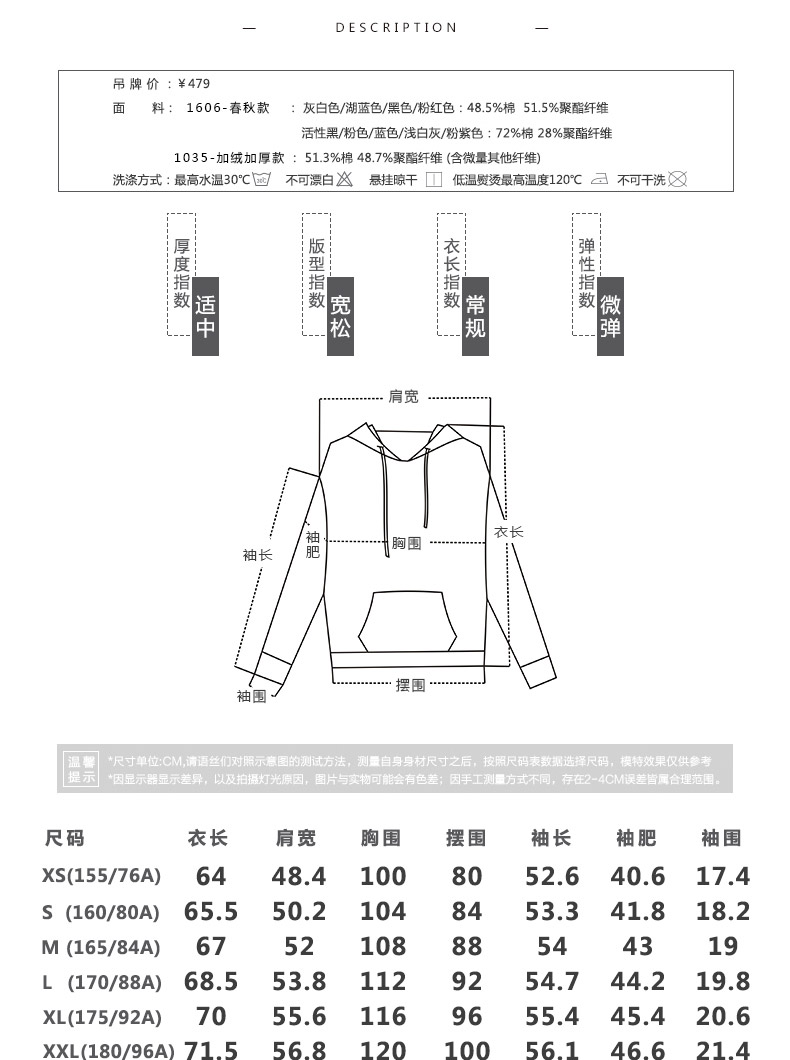 — DESCRIPTION —
吊牌价：¥479
面 料： 1606-春秋款 ：灰白色/湖蓝色/黑色/粉红色：48.5%棉 51.5%聚酯纤维
活性黑/粉色/蓝色/浅白灰/粉紫色：72%棉 28%聚酯纤维
1035-加绒加厚款 ：51.3%棉 48.7%聚酯纤维 (含微量其他纤维)
洗涤方式：最高水温30℃ 30℃ 不可漂白 悬挂晾干 低温熨烫最高温度120℃ 不可干洗
厚度指数 适中
版型指数 宽松
衣长指数 常规
弹性指数 微弹
肩宽
衣长
袖肥
胸围
袖长
摆围
袖围
温馨提示
*尺寸单位:CM,请语丝们对照示意图的测试方法，测量自身身材尺寸之后，按照尺码表数据选择尺码，模特效果仅供参考
*因显示器显示差异，以及拍摄灯光原因，图片与实物可能会有色差；因手工测量方式不同，存在2~4CM误差皆属合理范围。
尺码 衣长 肩宽 胸围 摆围 袖长 袖肥 袖围
XS(155/76A) 64 48.4 100 80 52.6 40.6 17.4
S (160/80A) 65.5 50.2 104 84 53.3 41.8 18.2
M (165/84A) 67 52 108 88 54 43 19
L (170/88A) 68.5 53.8 112 92 54.7 44.2 19.8
XL(175/92A) 70 55.6 116 96 55.4 45.4 20.6
XXL(180/96A) 71.5 56.8 120 100 56.1 46.6 21.4